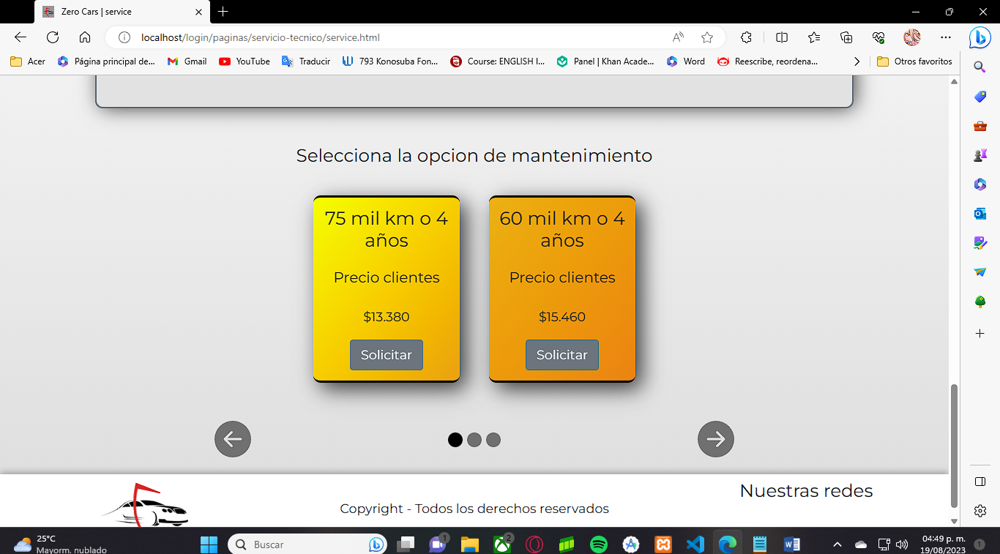 Zero Cars | service
localhost/login/paginas/servicio-tecnico/service.html
Acer
Página principal de...
Gmail
YouTube
Traducir
793 Konosuba Fon...
Course: ENGLISH I...
Panel | Khan Acade...
Word
Reescribe, reordena...
Otros favoritos
Selecciona la opcion de mantenimiento
75 mil km o 4
años
Precio clientes
$13.380
Solicitar
60 mil km o 4
años
Precio clientes
$15.460
Solicitar
Copyright - Todos los derechos reservados
Nuestras redes
25°C
Mayorm. nublado
Buscar
1
2
04:49 p. m.
19/08/2023
1